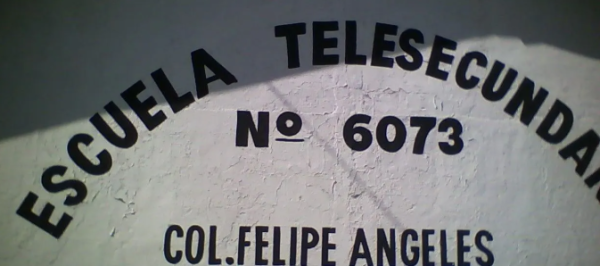 ESCUELA TELESECUNDAR
Nº 6073
COL.FELIPE ANGELES